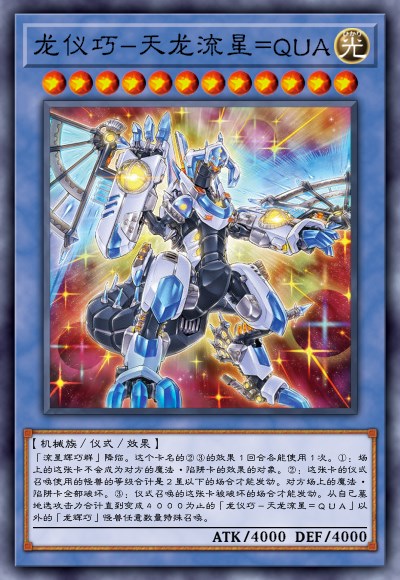 龙仪巧-天龙流星=QUA
ひかり
光
【机械族/仪式/效果】
「流星辉巧群」降临。这个卡名的②③的效果1回合各能使用1次。①：场
上的这张卡不会成为对方的魔法·陷阱卡的效果的对象。②：这张卡的仪式
召唤使用的怪兽的等级合计是2星以下的场合才能发动。对方场上的魔法·
陷阱卡全部破坏。③：仪式召唤的这张卡被破坏的场合才能发动。从自己墓
地选攻击力合计直到变成4000为止的「龙仪巧-天龙流星=QUA」以
外的「龙辉巧」怪兽任意数量特殊召唤。
ATK/4000 DEF/4000